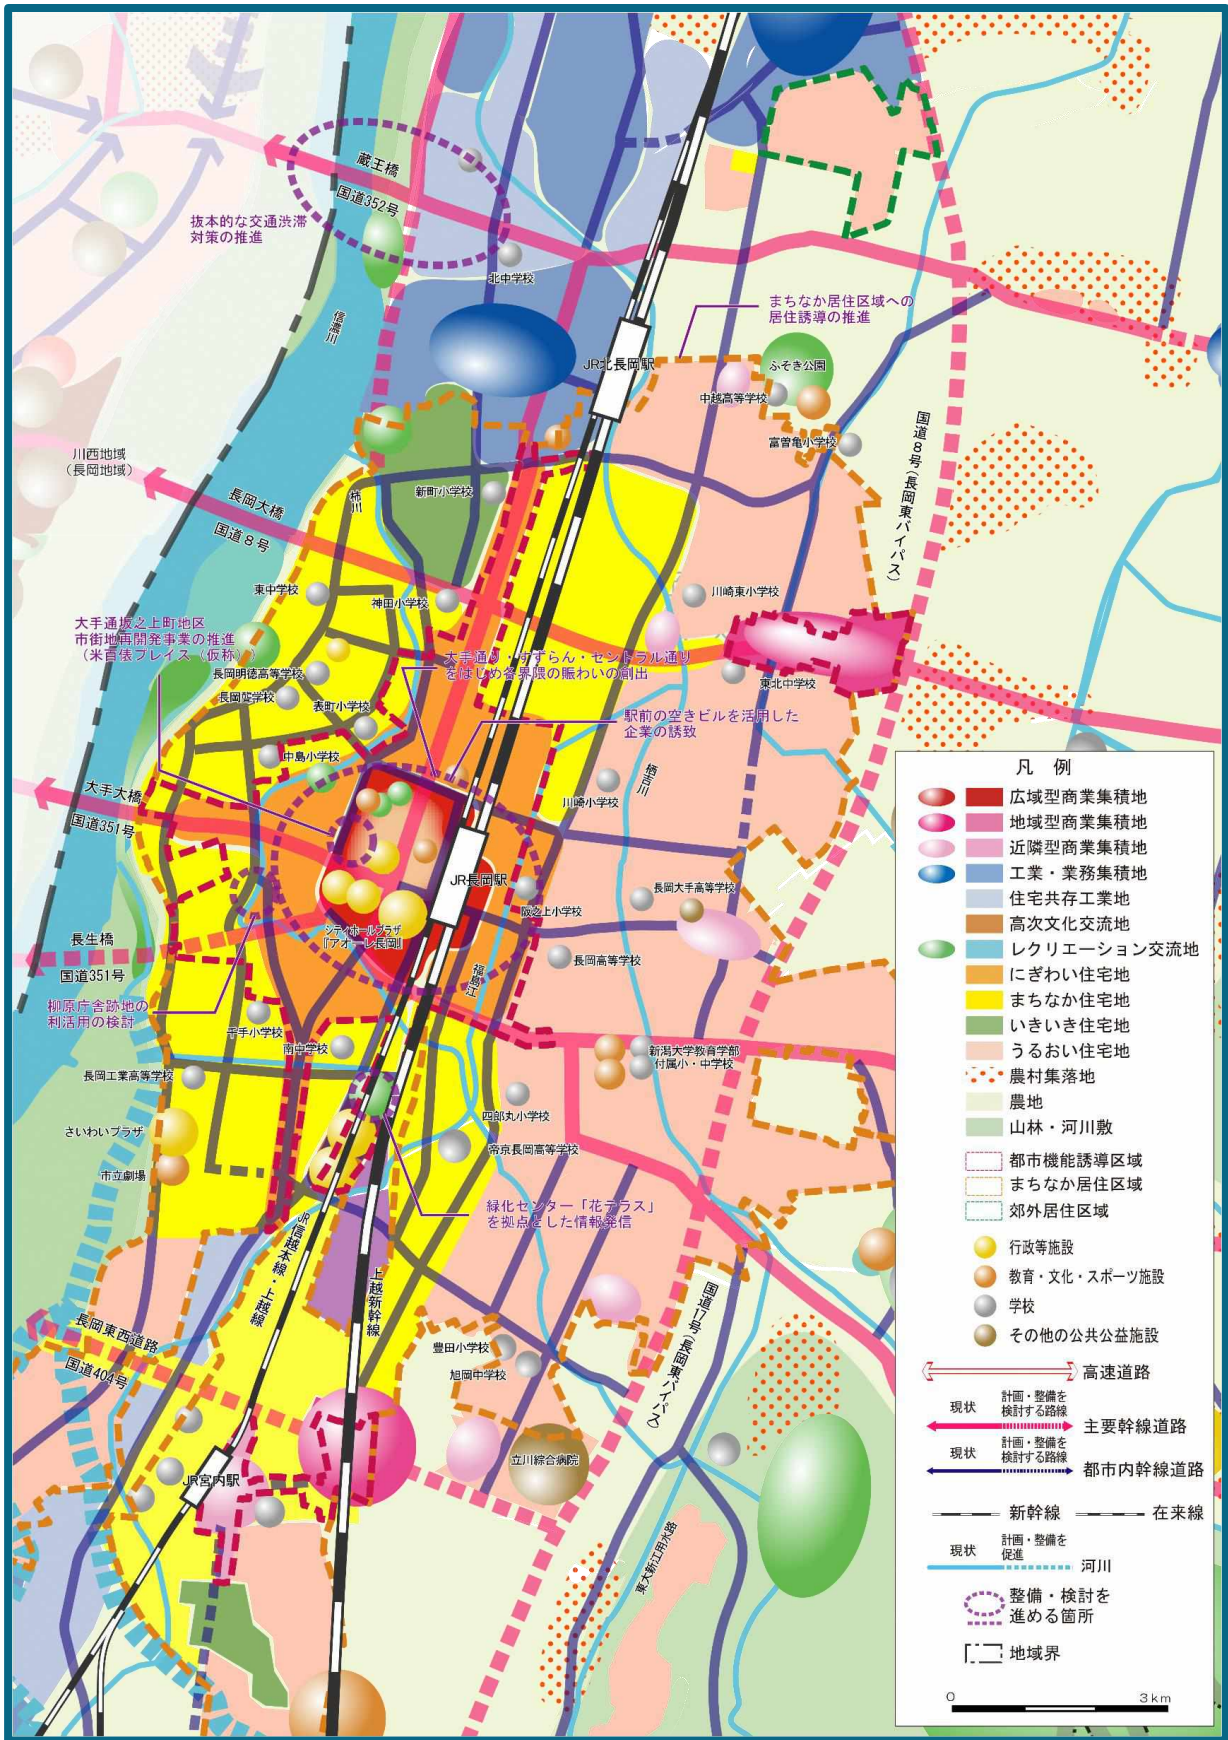 蔵王橋
国道352号
抜本的な交通渋滞
対策の推進
北中学校
信濃川
まちなか居住区域への
居住誘導の推進
JR北長岡駅
ふそき公園
中越高等学校
富曽亀小学校
国道8号(長岡東バイパス)
川西地域
(長岡地域)
長岡大橋
国道8号
柿川
新町小学校
東中学校
神田小学校
川崎東小学校
大手通坂之上町地区
市街地再開発事業の推進
(米百俵プレイス(仮称))
大手通り・すずらん・セントラル通り
をはじめ各界隈の賑わいの創出
東北中学校
長岡明徳高等学校
長岡聾学校
表町小学校
駅前の空きビルを活用した
企業の誘致
中島小学校
栖吉川
川崎小学校
大手大橋
国道351号
JR長岡駅
長岡大手高等学校
阪之上小学校
シティホールプラザ
『アオーレ長岡』
長生橋
国道351号
長岡高等学校
福島江
柳原庁舎跡地の
利活用の検討
千手小学校
南中学校
新潟大学教育学部
付属小・中学校
長岡工業高等学校
四郎丸小学校
さいわいプラザ
帝京長岡高等学校
市立劇場
緑化センター「花テラス」
を拠点とした情報発信
JR信越本線・上越線
上越新幹線
国道17号(長岡東バイパス)
長岡東西道路
国道404号
豊田小学校
旭岡中学校
立川綜合病院
JR宮内駅
東大新江用水路
凡 例
広域型商業集積地
地域型商業集積地
近隣型商業集積地
工業・業務集積地
住宅共存工業地
高次文化交流地
レクリエーション交流地
にぎわい住宅地
まちなか住宅地
いきいき住宅地
うるおい住宅地
農村集落地
農地
山林・河川敷
都市機能誘導区域
まちなか居住区域
郊外居住区域
行政等施設
教育・文化・スポーツ施設
学校
その他の公共公益施設
高速道路
現状 計画・整備を
検討する路線
主要幹線道路
現状 計画・整備を
検討する路線
都市内幹線道路
新幹線 在来線
現状 計画・整備を
促進
河川
整備・検討を
進める箇所
地域界
0 3km